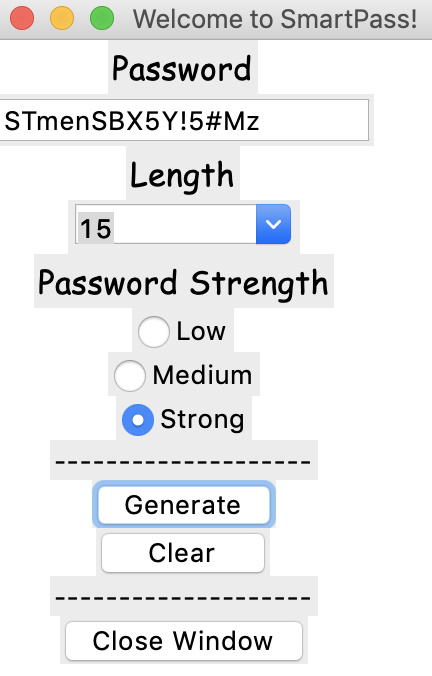 Welcome to SmartPass!
Password
STmenSBX5Y!5#Mz
Length
15
Password Strength
Low
Medium
Strong
--------------------
Generate
Clear
--------------------
Close Window